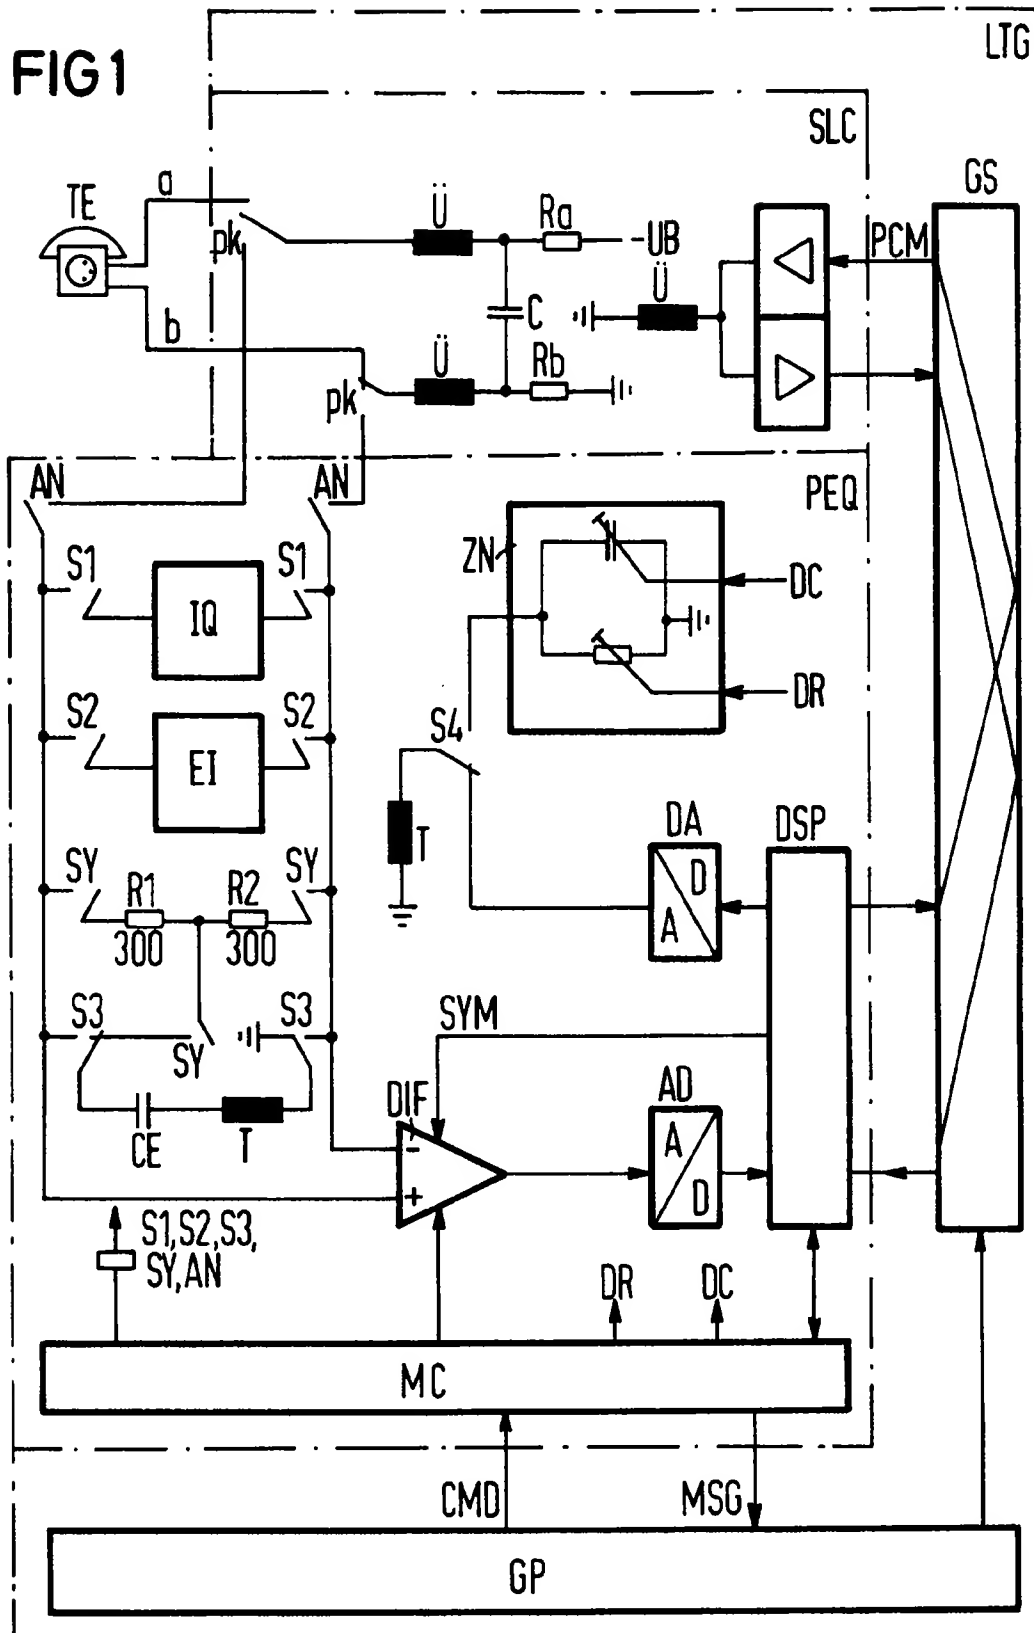 FIG1
LTG
SLC
GS
TE
a
pk
Ü
Ra
-UB
PCM
Ü
C
b
Ü
Rb
pk
AN
AN
PEQ
ZN
DC
DR
S1
S1
IQ
S2
S2
EI
S4
T
DA
D
A
DSP
SY
SY
R1
R2
300
300
S3
S3
SY
SYM
CE
T
DIF
-
+
AD
A
D
S1,S2,S3,
SY,AN
DR
DC
MC
CMD
MSG
GP